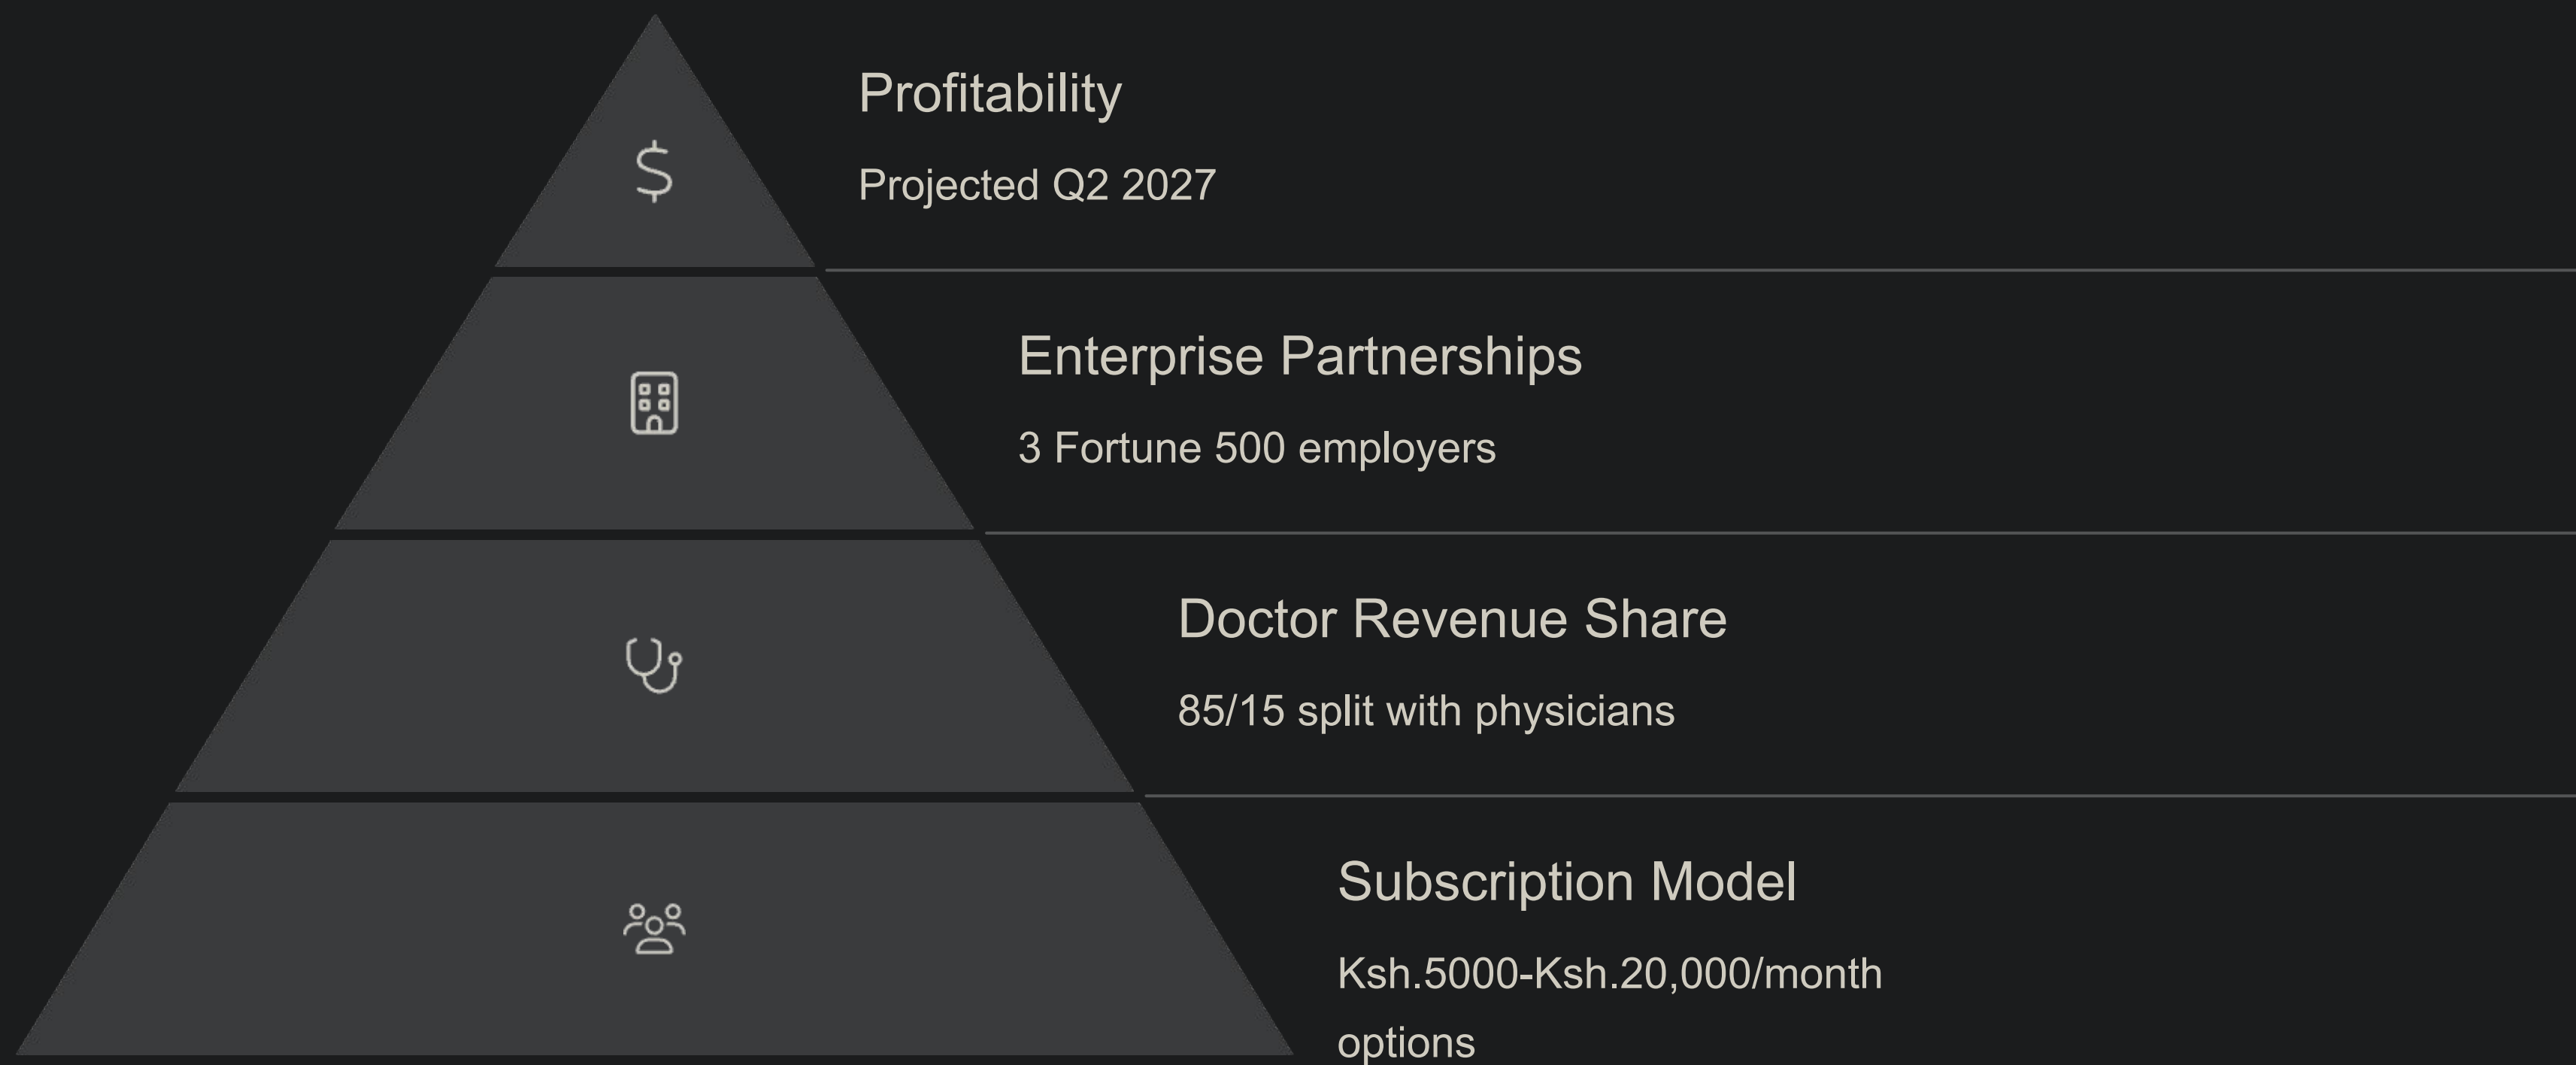 Profitability
Projected Q2 2027
Enterprise Partnerships
3 Fortune 500 employers
Doctor Revenue Share
85/15 split with physicians
Subscription Model
Ksh.5000-Ksh.20,000/month
options